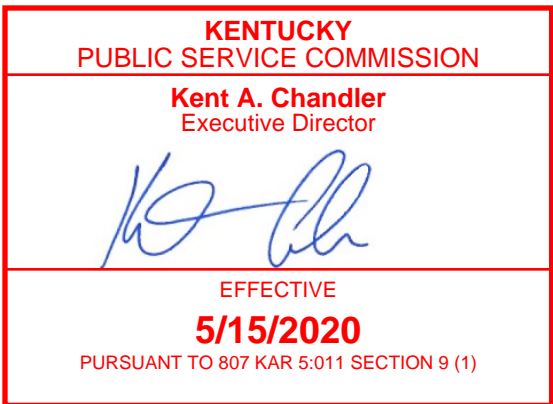 KENTUCKY
PUBLIC SERVICE COMMISSION
Kent A. Chandler
Executive Director
EFFECTIVE
5/15/2020
PURSUANT TO 807 KAR 5:011 SECTION 9 (1)